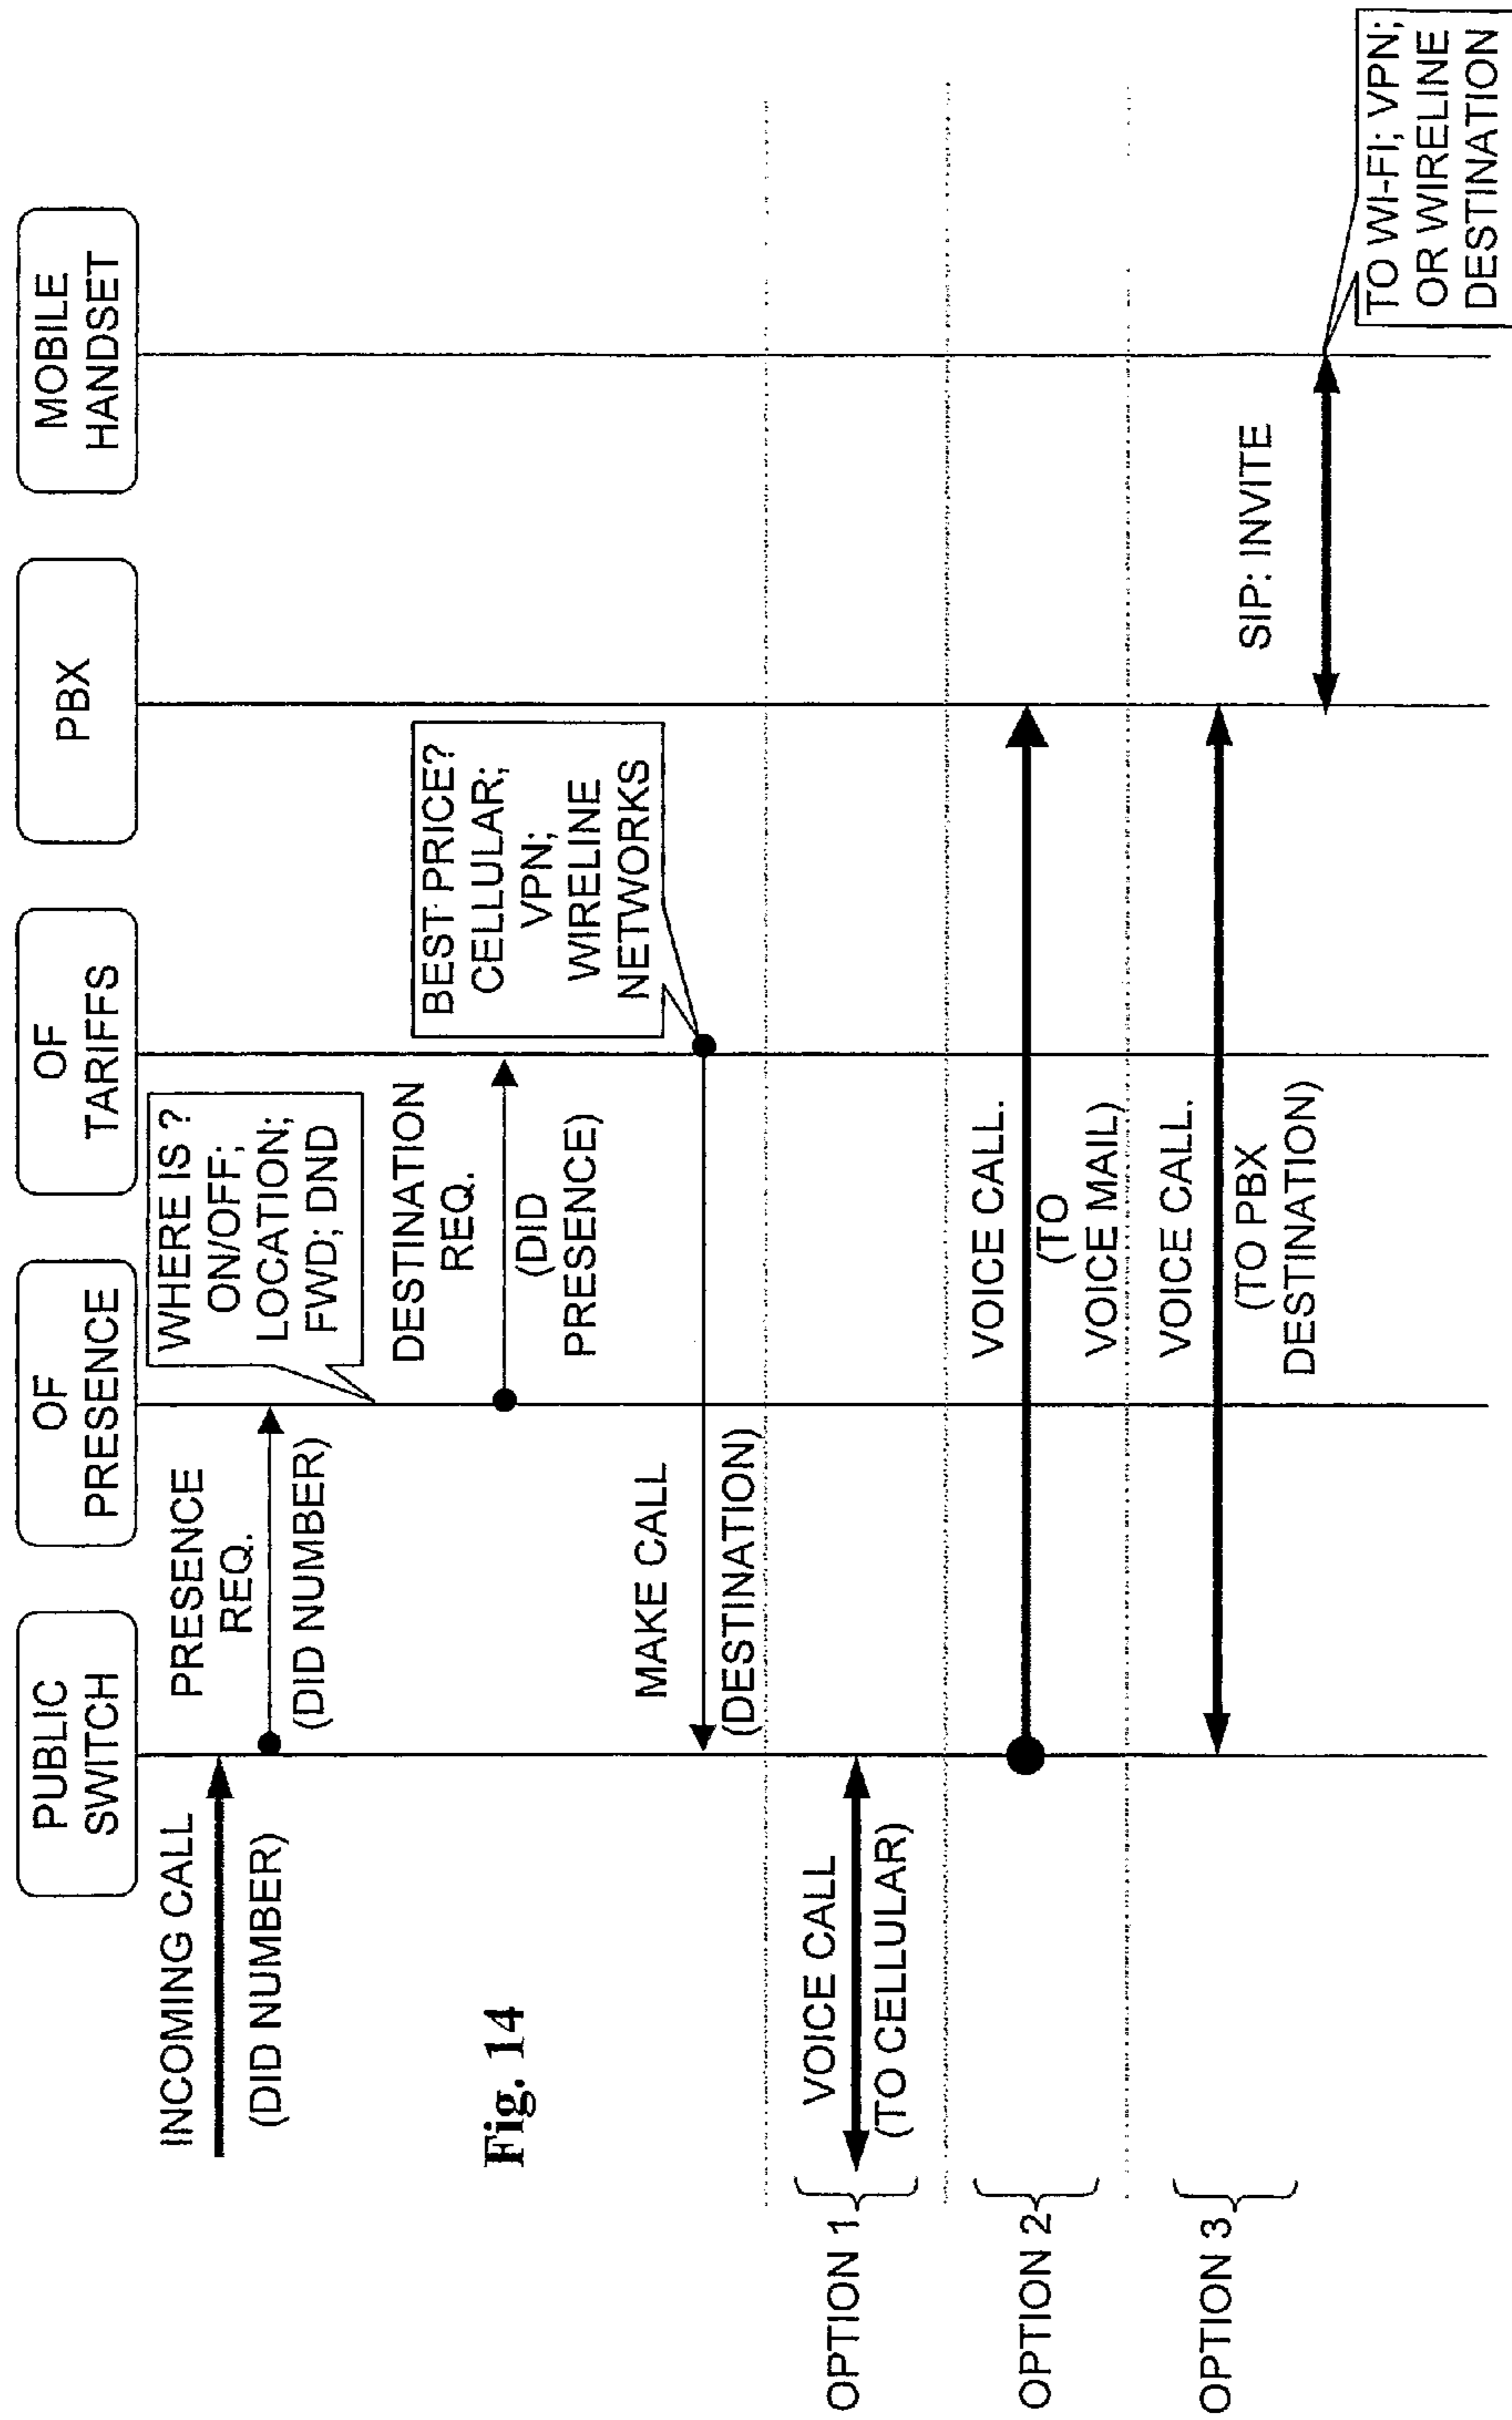 PUBLIC
SWITCH
OF
PRESENCE
OF
TARIFFS
PBX
MOBILE
HANDSET
INCOMING CALL
(DID NUMBER)
PRESENCE
REQ.
(DID NUMBER)
WHERE IS ?
ON/OFF;
LOCATION;
FWD; DND
DESTINATION
REQ.
(DID
PRESENCE)
BEST PRICE?
CELLULAR;
VPN;
WIRELINE
NETWORKS
Fig. 14
MAKE CALL
(DESTINATION)
OPTION 1
VOICE CALL
(TO CELLULAR)
OPTION 2
VOICE CALL.
(TO
VOICE MAIL)
OPTION 3
VOICE CALL.
(TO PBX
DESTINATION)
SIP: INVITE
TO WI-FI; VPN;
OR WIRELINE
DESTINATION